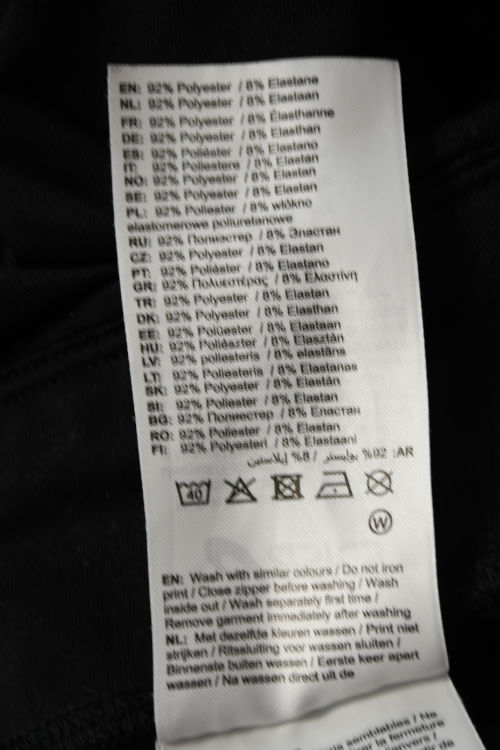 EN: 92% Polyester / 8% Elastane
NL: 92% Polyester / 8% Elastaan
FR: 92% Polyester / 8% Élasthanne
DE: 92% Polyester / 8% Elasthan
ES: 92% Poliéster / 8% Elastano
IT: 92% Poliestere / 8% Elastan
NO: 92% Polyester / 8% Elastan
SE: 92% Polyester / 8% Elastan
PL: 92% Poliester / 8% włókno
elastomerowe poliuretanowe
RU: 92% Полиэстер / 8% Эластан
CZ: 92% Polyester / 8% Elastan
PT: 92% Poliéster / 8% Elastano
GR: 92% Πολυεστέρας / 8% Ελαστίνη
TR: 92% Polyester / 8% Elastan
DK: 92% Polyester / 8% Elasthan
EE: 92% Polüester / 8% Elastaan
HU: 92% Poliészter / 8% Elasztán
LV: 92% poliesteris / 8% elastāns
LT: 92% Poliesteris / 8% Elastanas
SK: 92% Polyester / 8% Elastán
SI: 92% Poliester / 8% Elastan
BG: 92% Полиестер / 8% Еластан
RO: 92% Poliester / 8% Elastan
FI: 92% Polyesteri / 8% Elastaani
AR: 92% بوليستر / 8% إيلاستين
40
W
EN: Wash with similar colours / Do not iron
print / Close zipper before washing / Wash
inside out / Wash separately first time /
Remove garment immediately after washing
NL: Met dezelfde kleuren wassen / Print niet
strijken / Ritssluiting voor wassen sluiten /
Binnenste buiten wassen / Eerste keer apart
wassen / Na wassen direct uit de
semblables / Ne
la fermeture